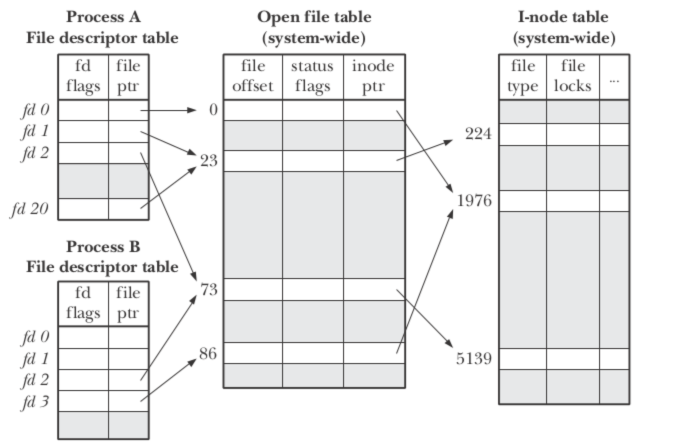 Process A
File descriptor table
fd flags
file ptr
fd 0
fd 1
fd 2
fd 20
Process B
File descriptor table
fd flags
file ptr
fd 0
fd 1
fd 2
fd 3
Open file table
(system-wide)
file offset
status flags
inode ptr
0
23
73
86
I-node table
(system-wide)
file type
file locks
...
224
1976
5139